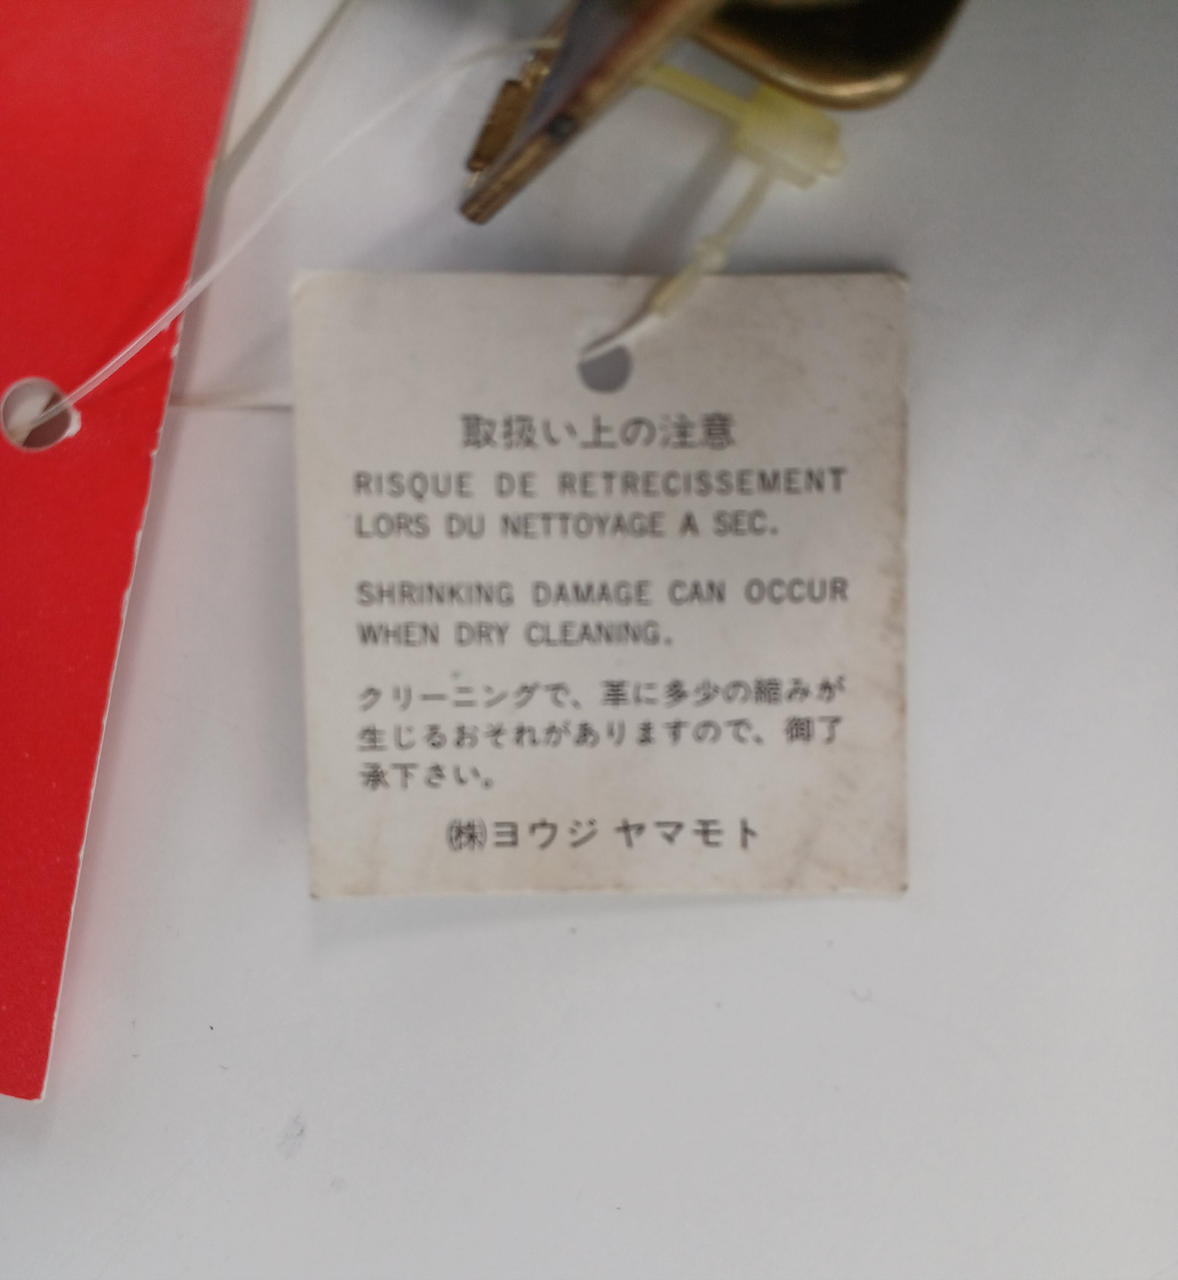 取扱い上の注意
RISQUE DE RETRECISSEMENT
LORS DU NETTOYAGE A SEC.
SHRINKING DAMAGE CAN OCCUR
WHEN DRY CLEANING.
クリーニングで、革に多少の縮みが
生じるおそれがありますので、御了
承下さい。
㈱ヨウジ ヤマモト